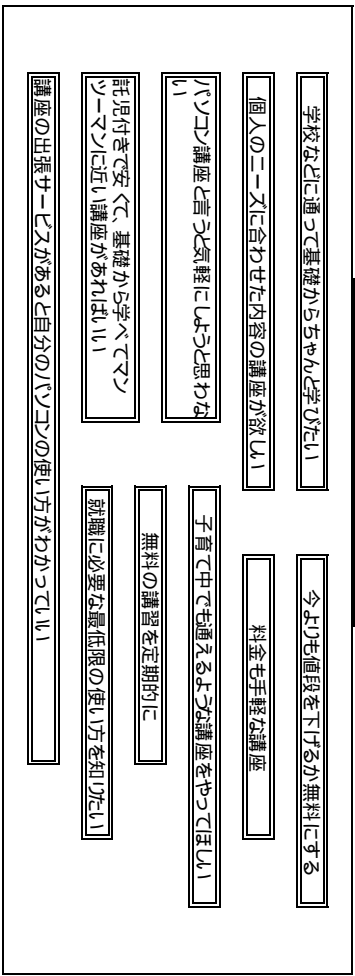 学校などに通って基礎からちゃんと学びたい
今よりも値段を下げるか無料にする
個人のニーズに合わせた内容の講座が欲しい
料金も手軽な講座
パソコン講座と言うと気軽にしようと思わな
い
子育て中でも通えるような講座をやってほしい
無料の講習を定期的に
託児付きで安くて、基礎から学べてマン
ツーマンに近い講座があればいい
就職に必要な最低限の使い方を知りたい
講座の出張サービスがあると自分のパソコンの使い方がわかっていい